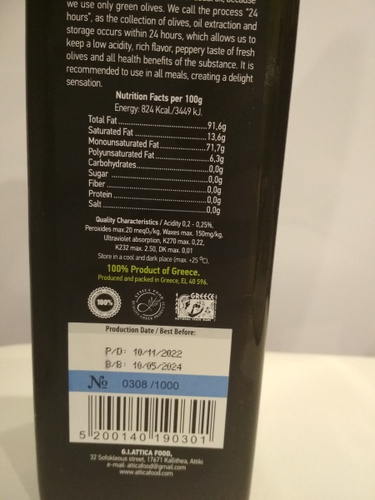 we use only green olives. We call the process "24
hours", as the collection of olives, oil extraction and
storage occurs within 24 hours, which allows us to
keep a low acidity, rich flavor, peppery taste of fresh
olives and all health benefits of the substance. It is
recommended to use in all meals, creating a delight
sensation.
Nutrition Facts per 100g
Energy: 824 Kcal./3449 kJ.
Total Fat 91,6g
Saturated Fat 13,6g
Monounsaturated Fat 71,7g
Polyunsaturated Fat 6,3g
Carbohydrates 0,0g
Sugar 0,0g
Fiber 0,0g
Protein 0,0g
Salt 0,0g
Quality Characteristics / Acidity 0,2 - 0,25%,
Peroxides max.20 meqO₂/kg, Waxes max. 150mg/kg,
Ultraviolet absorption, K270 max. 0,22,
K232 max. 2.50, DK max. 0,01
Store in a cool and dark place (max. +25 ºC).
100% Product of Greece.
Produced and packed in Greece, EL 40 596.
100%
GREECE
Production Date / Best Before:
P/D: 10/11/2022
B/B: 10/05/2024
№ 0308 /1000
5 200140 190301
G.I.ATTICA FOOD,
32 Sofokleous street, 17671 Kallithea, Attiki
e-mail: atticafood@gmail.com
www.atticafood.com